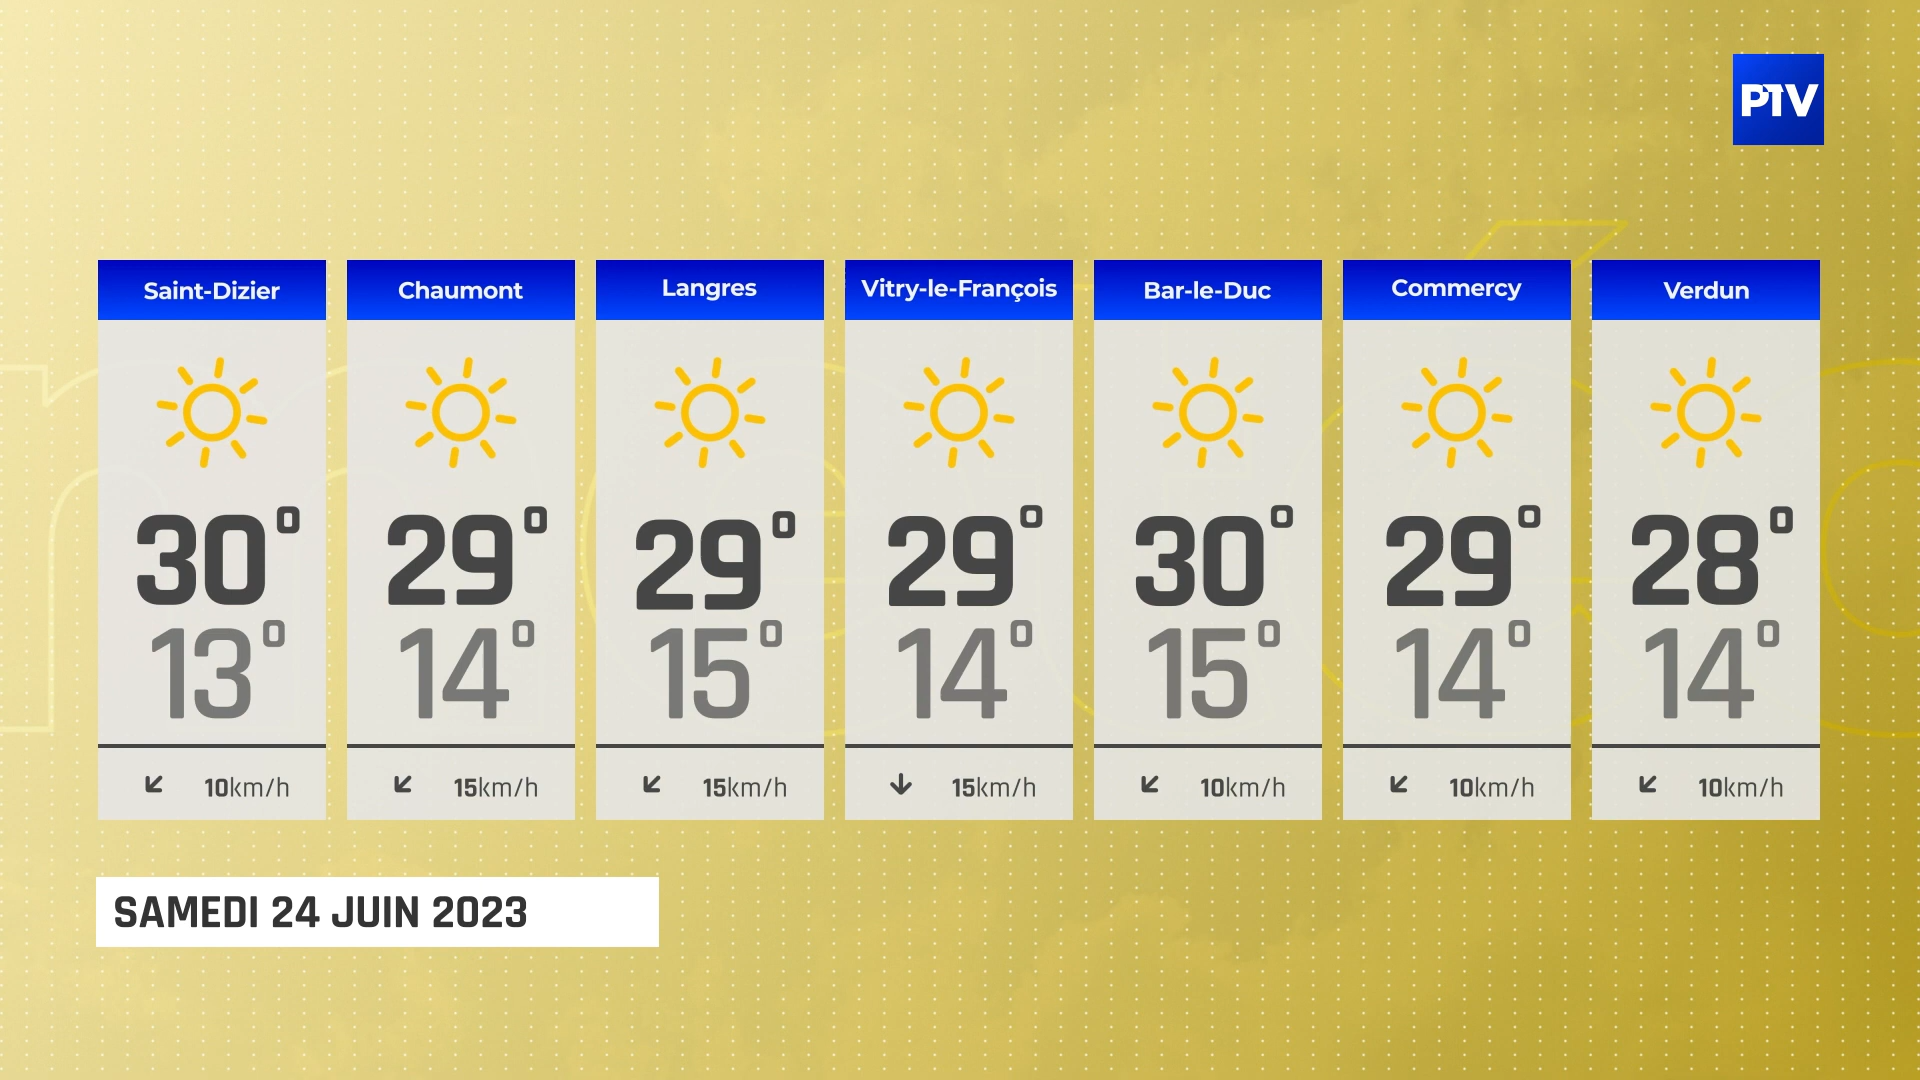 PTV
Saint-Dizier
30°
13°
10km/h
Chaumont
29°
14°
15km/h
Langres
29°
15°
15km/h
Vitry-le-François
29°
14°
15km/h
Bar-le-Duc
30°
15°
10km/h
Commercy
29°
14°
10km/h
Verdun
28°
14°
10km/h
SAMEDI 24 JUIN 2023